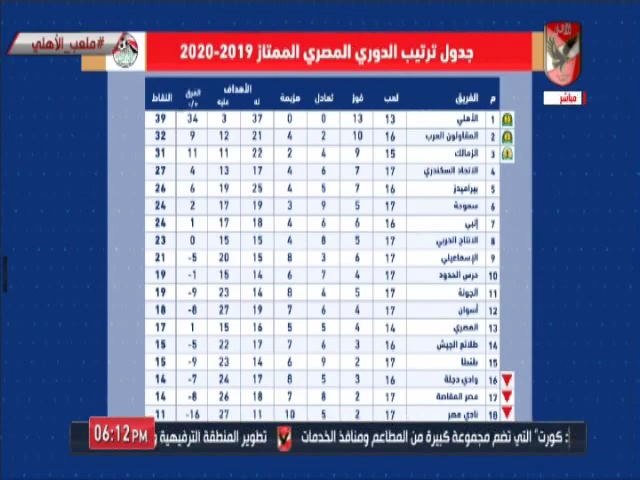 #ملعب_الأهلي
جدول ترتيب الدوري المصري الممتاز 2019-2020
مباشر
م الفريق لعب فوز تعادل هزيمة الأهداف له عليه الفرق +/- النقاط
1 الأهلي 13 13 0 0 37 3 34 39
2 المقاولون العرب 16 10 2 4 21 12 9 32
3 الزمالك 15 9 4 2 22 11 11 31
4 الاتحاد السكندري 17 7 6 4 17 13 4 27
5 بيراميدز 16 7 5 4 25 19 6 26
6 سموحة 17 5 9 3 19 17 2 24
7 إنبي 16 6 6 4 18 17 1 24
8 الانتاج الحربي 17 5 8 4 15 15 0 23
9 الإسماعيلي 17 6 3 8 15 20 -5 21
10 حرس الحدود 17 4 7 6 14 15 -1 19
11 الجونة 17 5 4 8 14 23 -9 19
12 أسوان 17 4 6 7 19 27 -8 18
13 المصري 14 4 5 5 16 15 1 17
14 طلائع الجيش 16 3 6 7 17 22 -5 15
15 طنطا 17 2 9 6 14 23 -9 15
16 وادي دجلة 16 3 5 8 17 24 -7 14
17 مصر المقاصة 17 2 8 7 18 26 -8 14
18 نادي مصر 17 2 5 10 11 27 -16 11
كورت" التي تضم مجموعة كبيرة من المطاعم ومنافذ الخدمات تطوير المنطقة الترفيهية و
06:12 PM